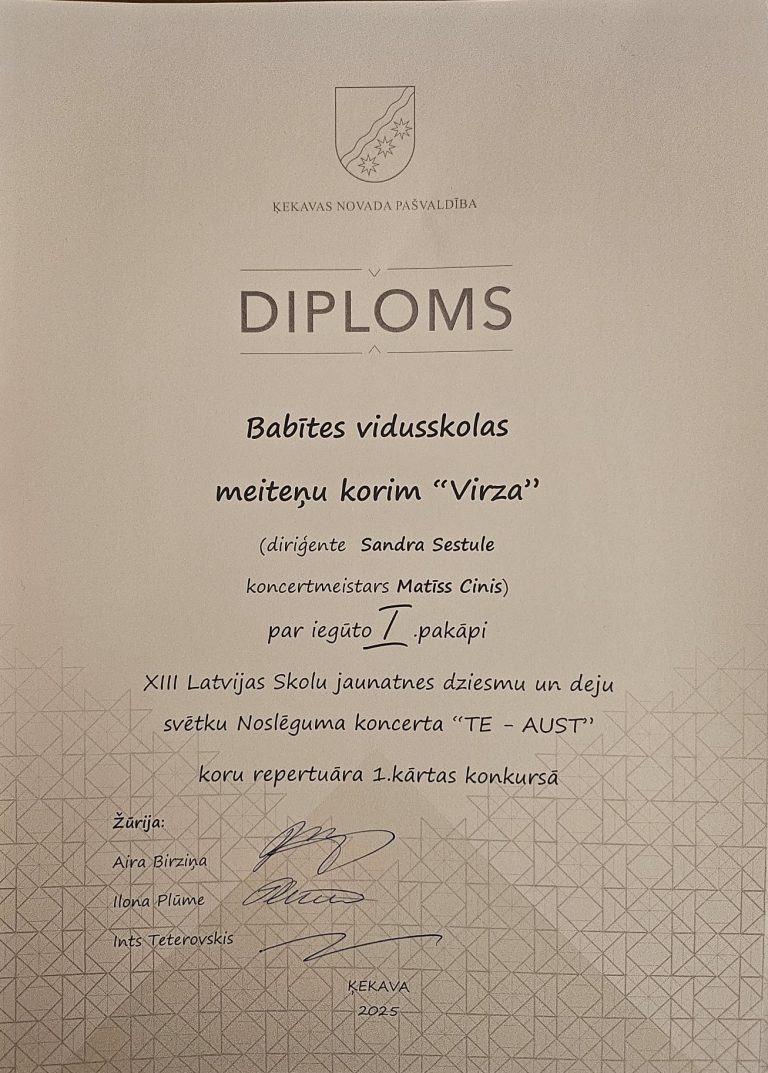 ĶEKAVAS NOVADA PAŠVALDĪBA
DIPLOMS
Babītes vidusskolas
meiteņu korim “Virza”
(diriģente Sandra Sestule
koncertmeistars Matīss Cinis)
par iegūto I .pakāpi
XIII Latvijas Skolu jaunatnes dziesmu un deju
svētku Noslēguma koncerta “TE - AUST”
koru repertuāra 1.kārtas konkursā
Žūrija:
Aira Birziņa
Ilona Plūme
Ints Teterovskis
ĶEKAVA
2025